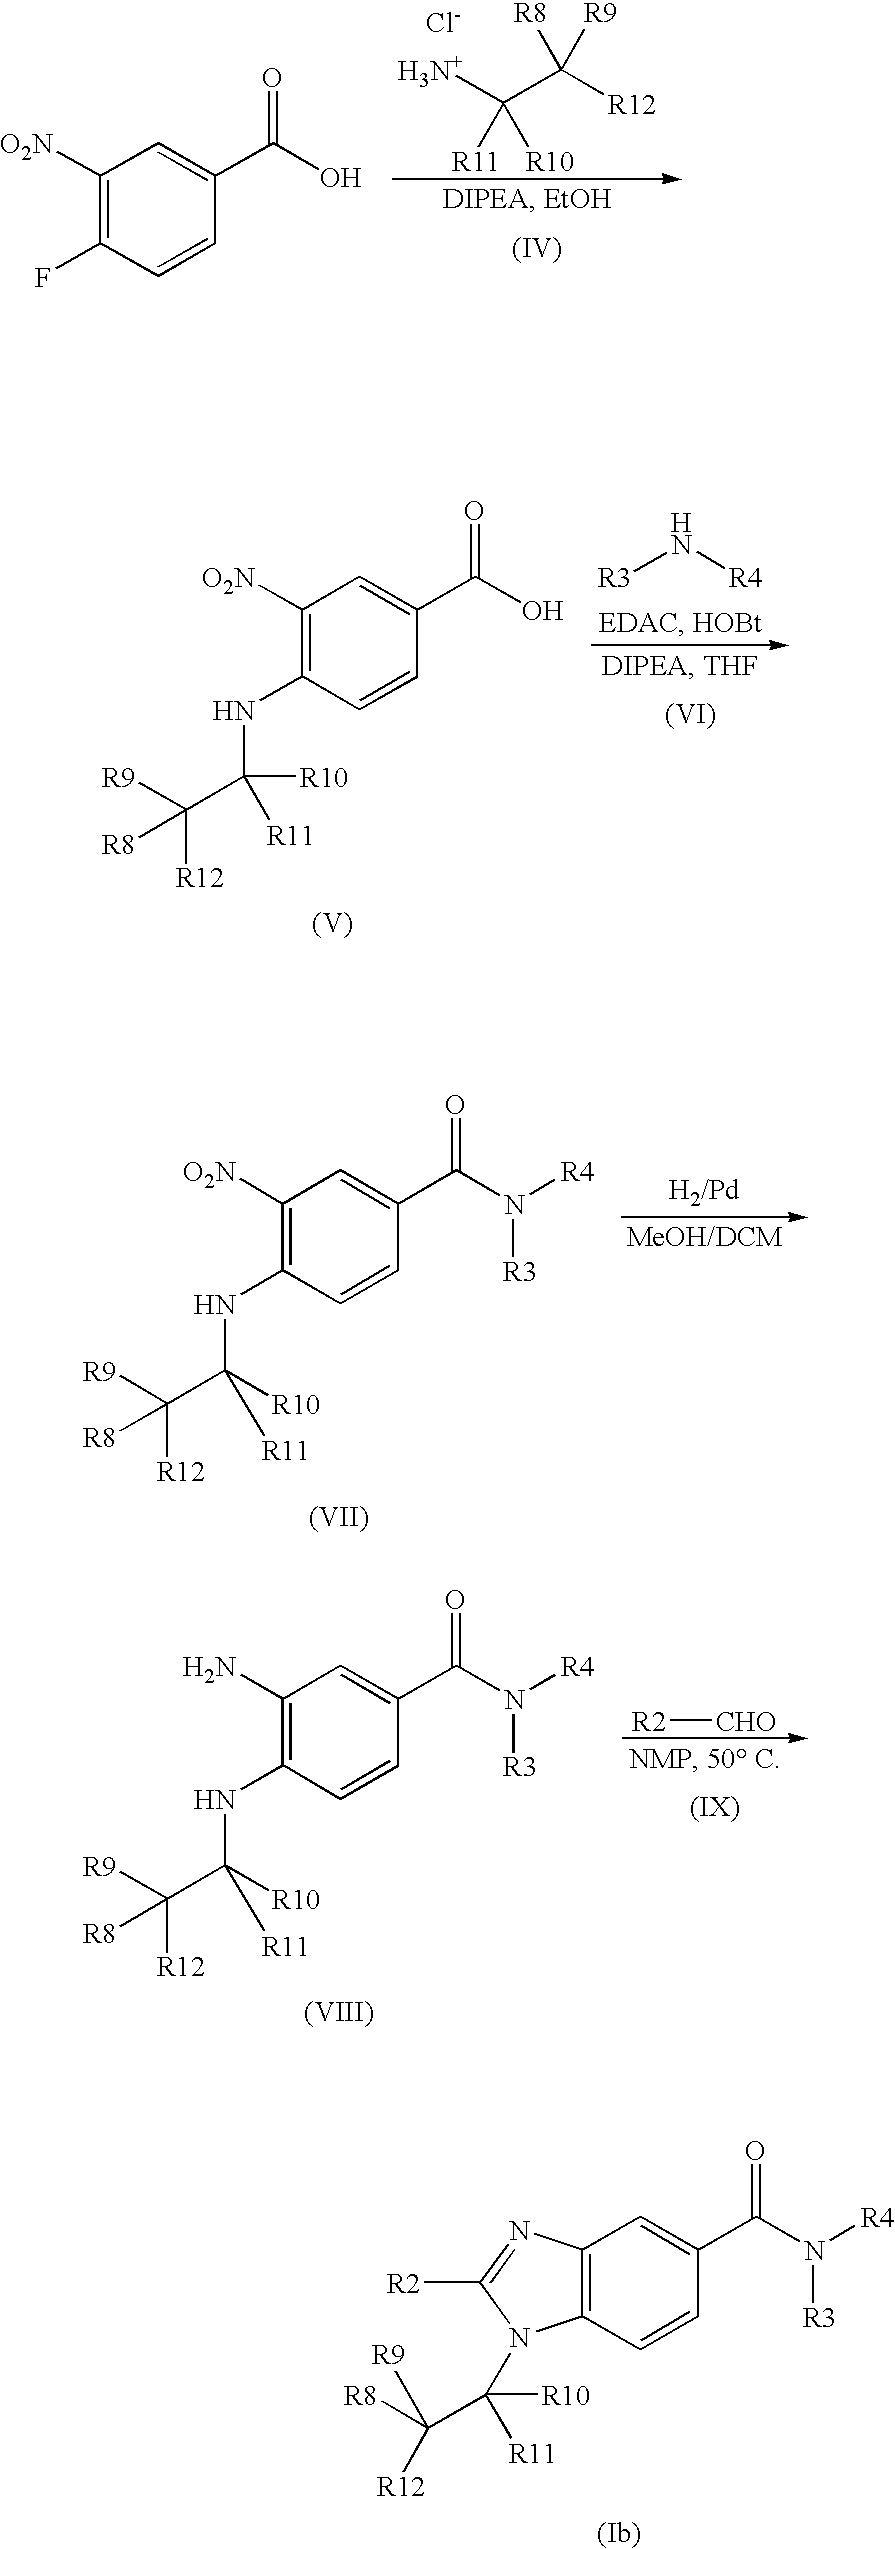 Cl-
R8 R9
H3N+
R12
R11 R10
O
O2N
OH
F
DIPEA, EtOH
(IV)
O
O2N
OH
HN
R9 R10
R8 R11
R12
(V)
H
N
R3 R4
EDAC, HOBt
DIPEA, THF
(VI)
O
O2N
R4
N
R3
HN
R9
R10
R8
R11
R12
(VII)
H2/Pd
MeOH/DCM
O
H2N
R4
N
R3
HN
R9
R10
R8
R11
R12
(VIII)
R2—CHO
NMP, 50° C.
(IX)
O
N
R4
N
R2
R3
N
R9
R8 R10
R11
R12
(Ib)